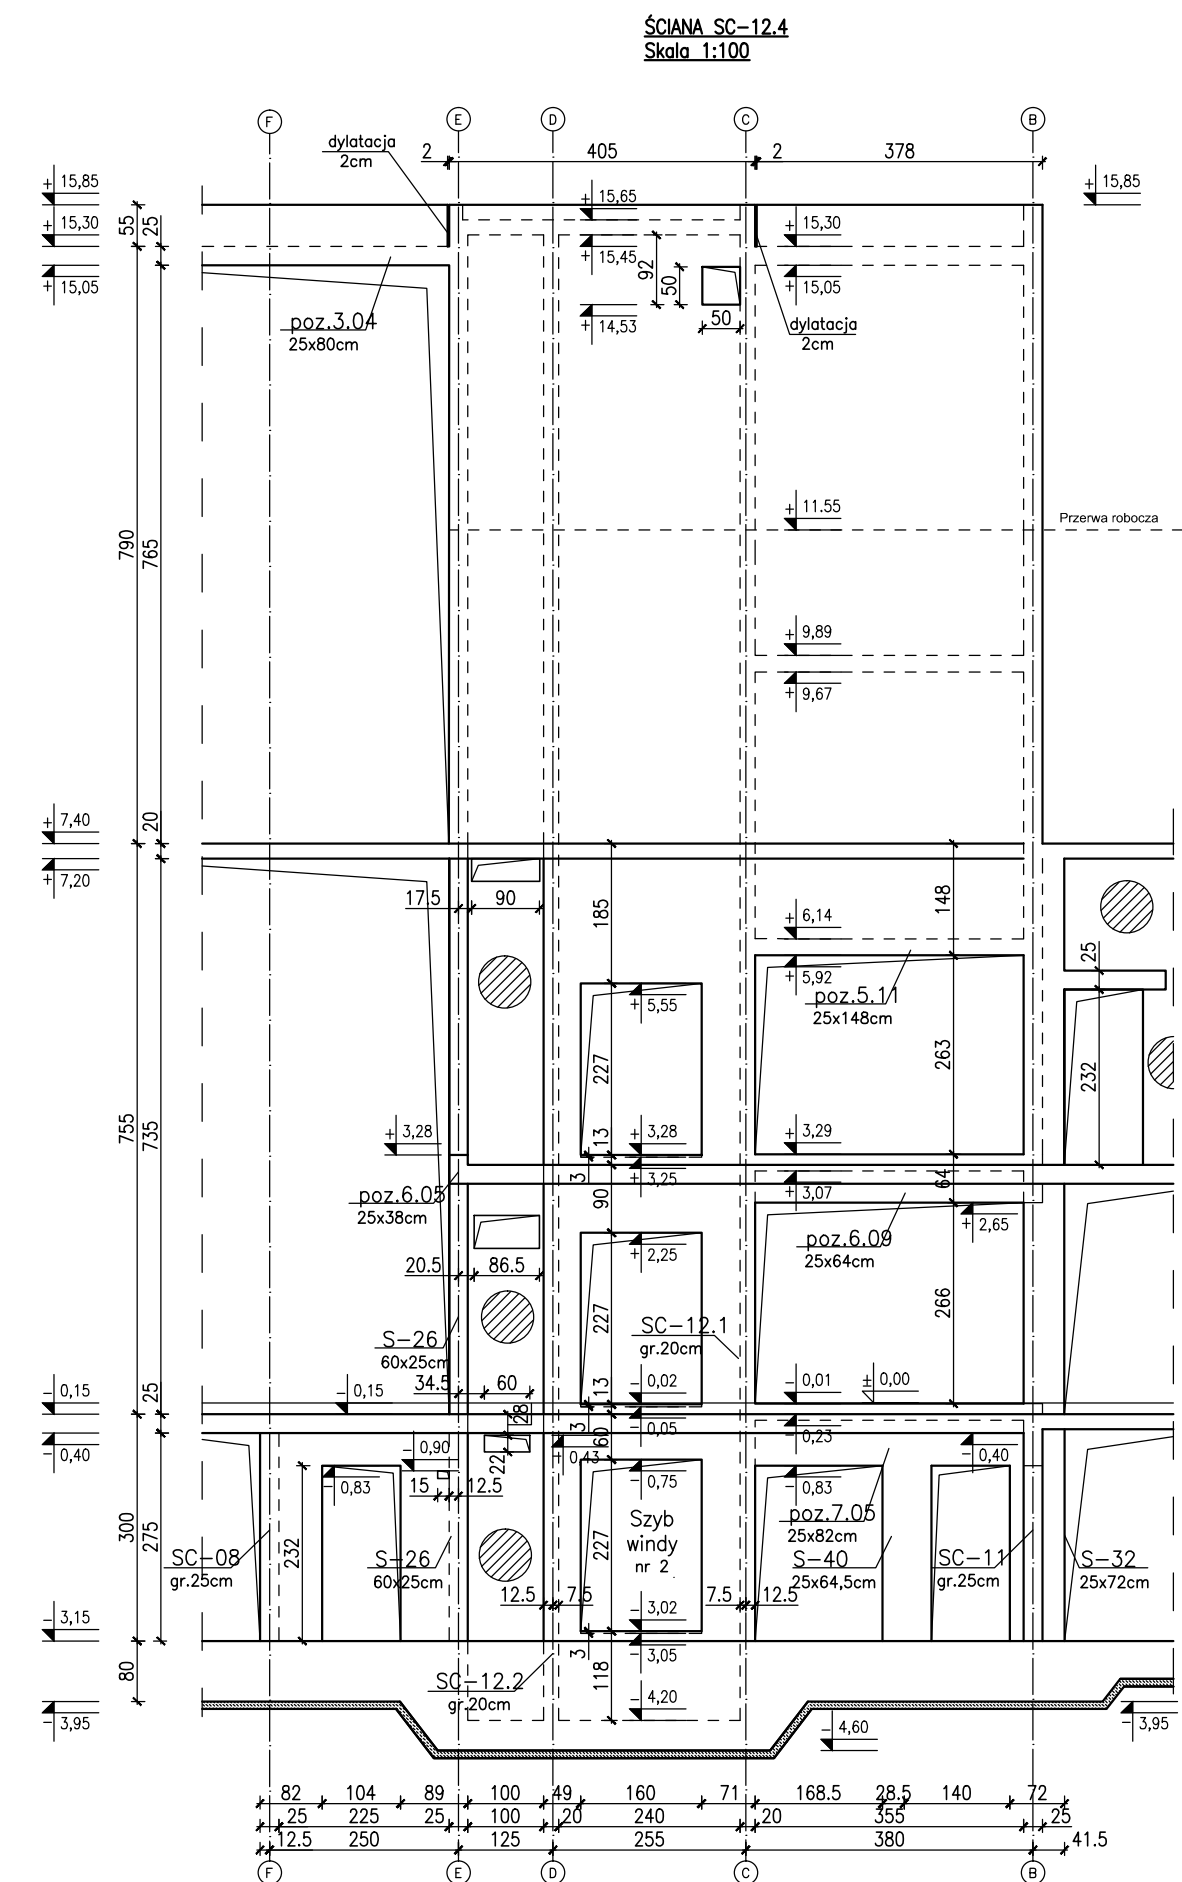 ŚCIANA SC-12.4
Skala 1:100
F
E
D
C
B
dylatacja
2cm
2
405
2
378
+ 15,85
+ 15,30
+ 15,05
55
25
+ 15,65
+ 15,45
+ 14,53
92
50
50
+ 15,30
+ 15,05
+ 15,85
dylatacja
2cm
poz.3.04
25x80cm
+ 11.55
Przerwa robocza
790
765
+ 9,89
+ 9,67
+ 7,40
+ 7,20
20
17.5
90
185
148
+ 6,14
+ 5,92
poz.5.11
25x148cm
25
232
+ 5,55
227
263
755
735
+ 3,28
13
+ 3,28
+ 3,25
3
+ 3,29
+ 3,07
64
poz.6.05
25x38cm
90
+ 2,65
+ 2,25
poz.6.09
25x64cm
20.5
86.5
227
266
SC-12.1
gr.20cm
S-26
60x25cm
34.5
60
13
- 0,15
- 0,40
25
- 0,15
- 0,02
- 0,05
- 0,01
± 0,00
- 0,23
28
3
60
22
+ 0,43
- 0,90
- 0,40
- 0,83
- 0,75
- 0,83
15
12.5
poz.7.05
25x82cm
Szyb
windy
nr 2
300
275
232
227
SC-08
gr.25cm
S-26
60x25cm
S-40
25x64,5cm
SC-11
gr.25cm
S-32
25x72cm
12.5
7.5
7.5
12.5
- 3,15
- 3,02
- 3,05
3
80
118
SC-12.2
gr.20cm
- 4,20
- 3,95
- 4,60
- 3,95
82
104
89
100
49
160
71
168.5
28.5
140
72
25
225
25
100
20
240
20
355
25
12.5
250
125
255
380
41.5
F
E
D
C
B